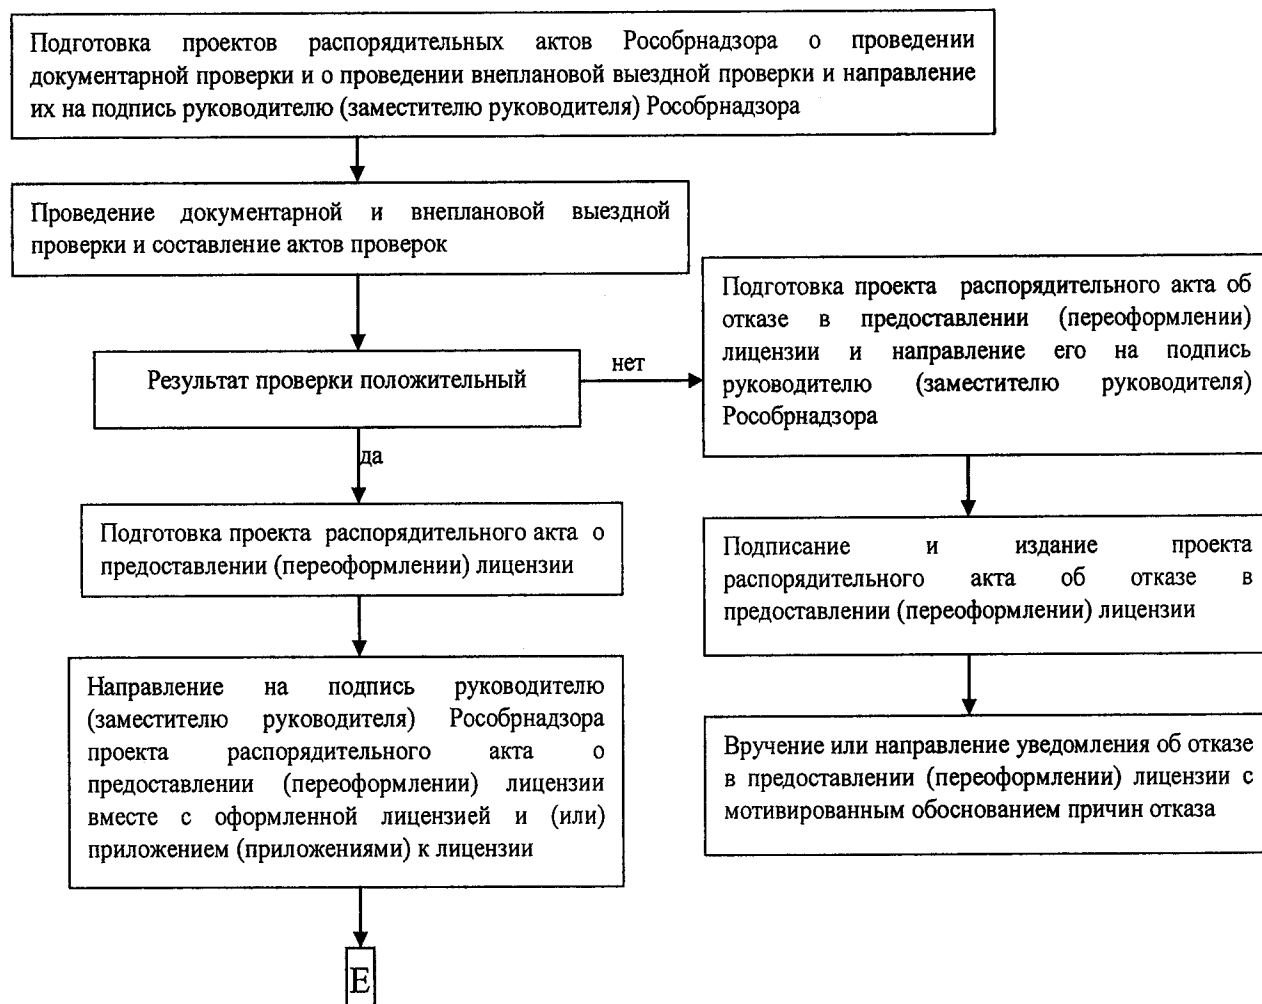 Подготовка проектов распорядительных актов Рособрнадзора о проведении
документарной проверки и о проведении внеплановой выездной проверки и направление
их на подпись руководителю (заместителю руководителя) Рособрнадзора
Проведение документарной и внеплановой выездной
проверки и составление актов проверок
Результат проверки положительный
нет
Подготовка проекта распорядительного акта об
отказе в предоставлении (переоформлении)
лицензии и направление его на подпись
руководителю (заместителю руководителя)
Рособрнадзора
да
Подготовка проекта распорядительного акта о
предоставлении (переоформлении) лицензии
Подписание и издание проекта
распорядительного акта об отказе в
предоставлении (переоформлении) лицензии
Направление на подпись руководителю
(заместителю руководителя) Рособрнадзора
проекта распорядительного акта о
предоставлении (переоформлении) лицензии
вместе с оформленной лицензией и (или)
приложением (приложениями) к лицензии
Вручение или направление уведомления об отказе
в предоставлении (переоформлении) лицензии с
мотивированным обоснованием причин отказа
Е